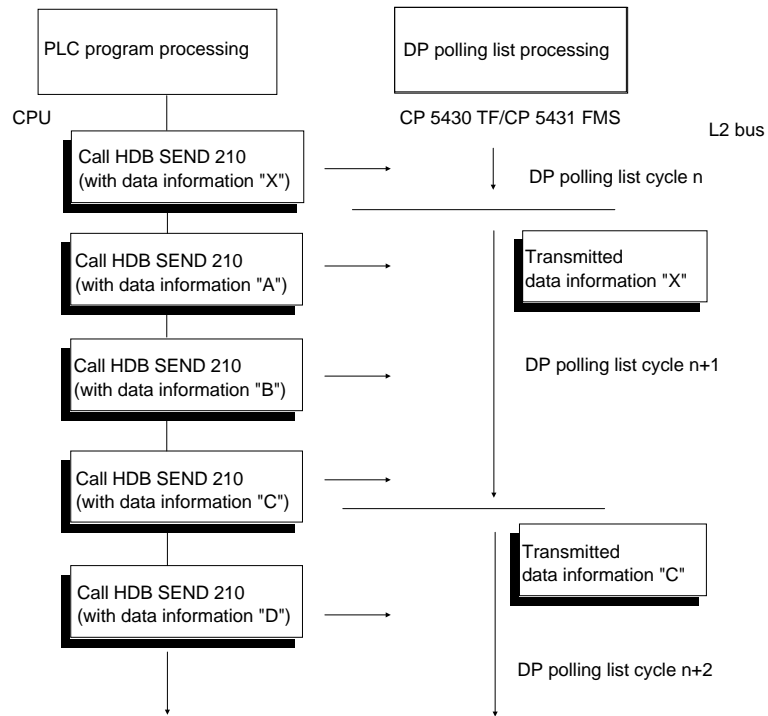 PLC program processing
DP polling list processing
CPU
CP 5430 TF/CP 5431 FMS
L2 bus
Call HDB SEND 210
(with data information "X")
DP polling list cycle n
Call HDB SEND 210
(with data information "A")
Transmitted
data information "X"
Call HDB SEND 210
(with data information "B")
DP polling list cycle n+1
Call HDB SEND 210
(with data information "C")
Transmitted
data information "C"
Call HDB SEND 210
(with data information "D")
DP polling list cycle n+2